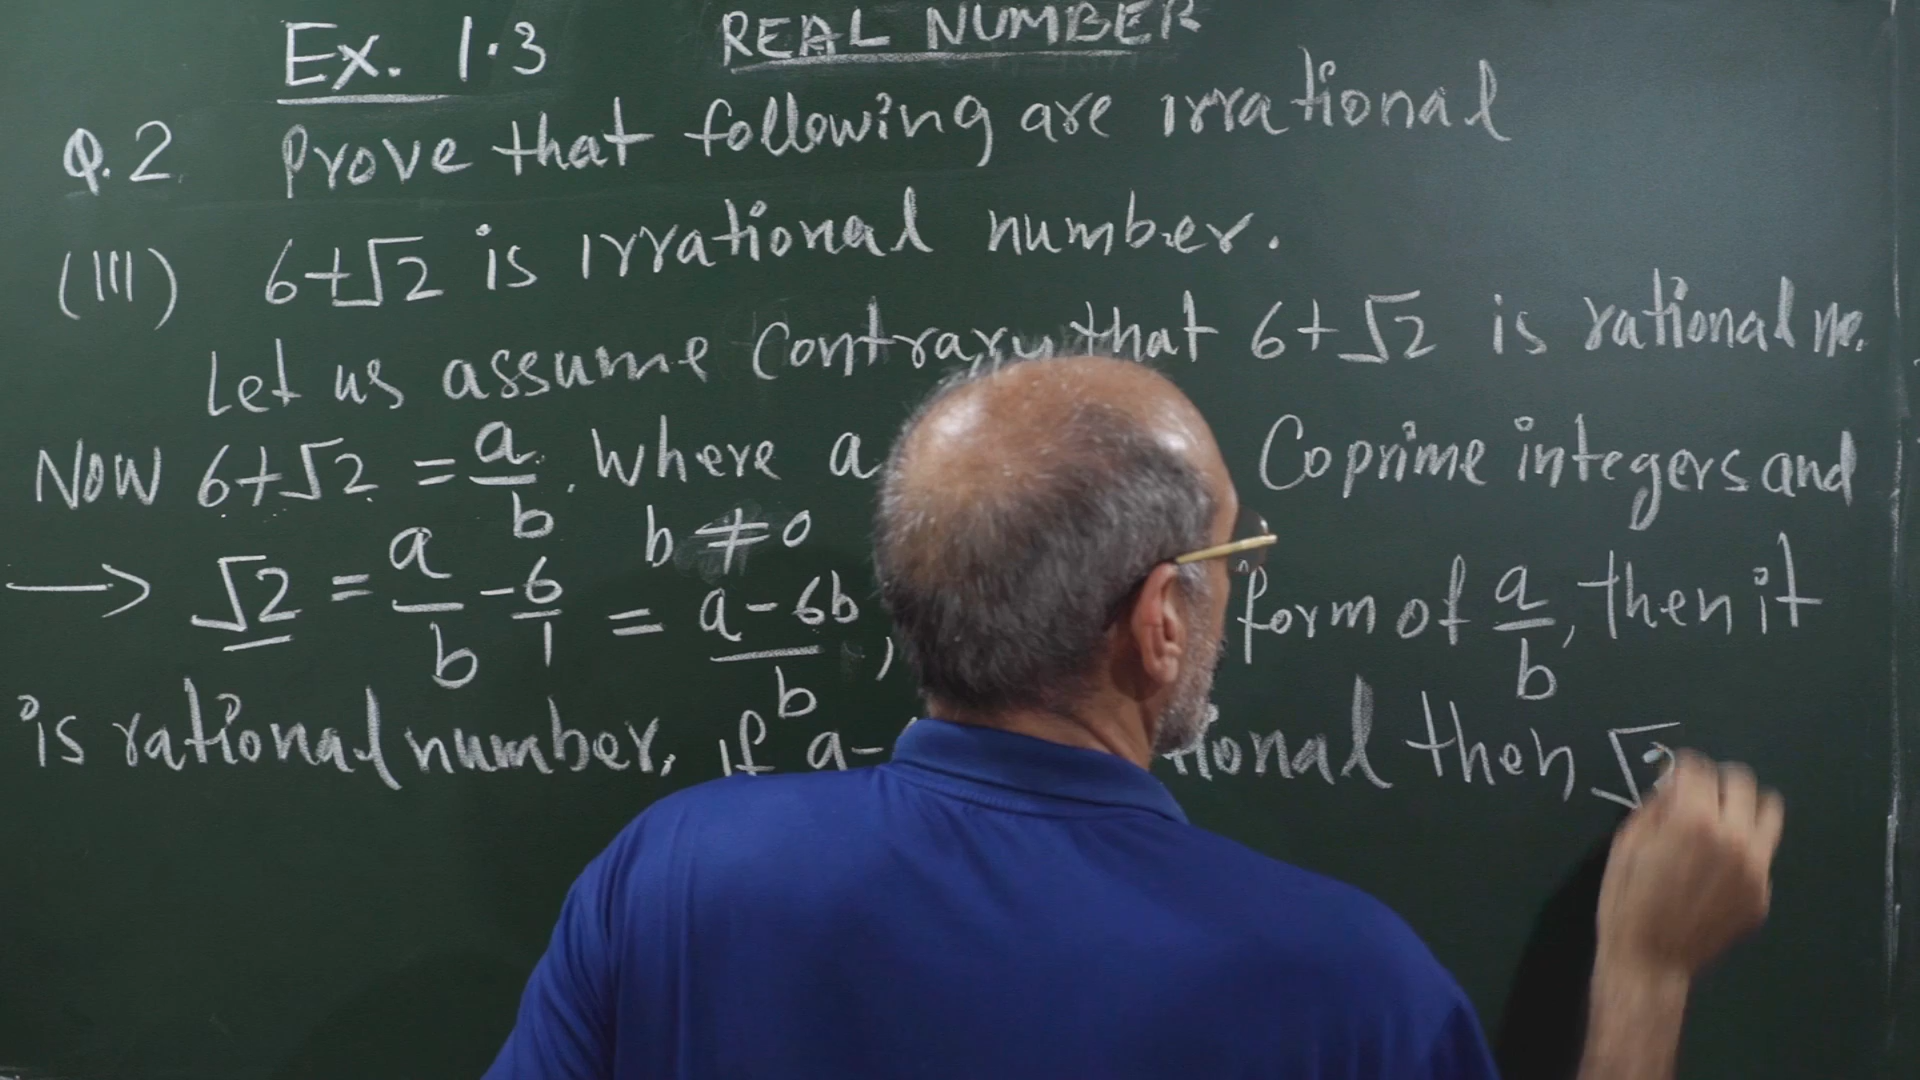 Ex. 1.3 REAL NUMBER
Q.2. Prove that following are irrational
(III) 6+√2 is irrational number.
Let us assume Contrary that 6+√2 is rational no.
Now 6+√2 = a/b, where a Coprime integers and
b ≠ 0
→ √2 = a/b - 6/1 = a-6b/b, form of a/b, then it
is rational number, if a- then √2